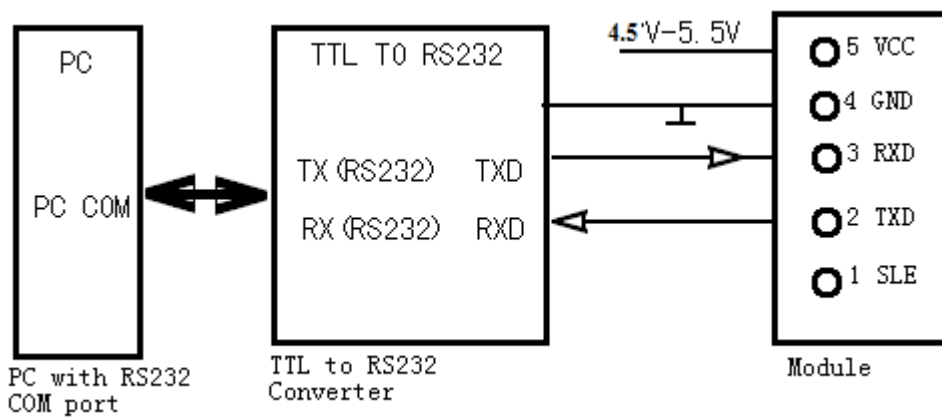 PC
PC COM
PC with RS232
COM port
TTL TO RS232
TX(RS232) TXD
RX(RS232) RXD
TTL to RS232
Converter
4.5'V-5.5V
5 VCC
4 GND
3 RXD
2 TXD
1 SLE
Module